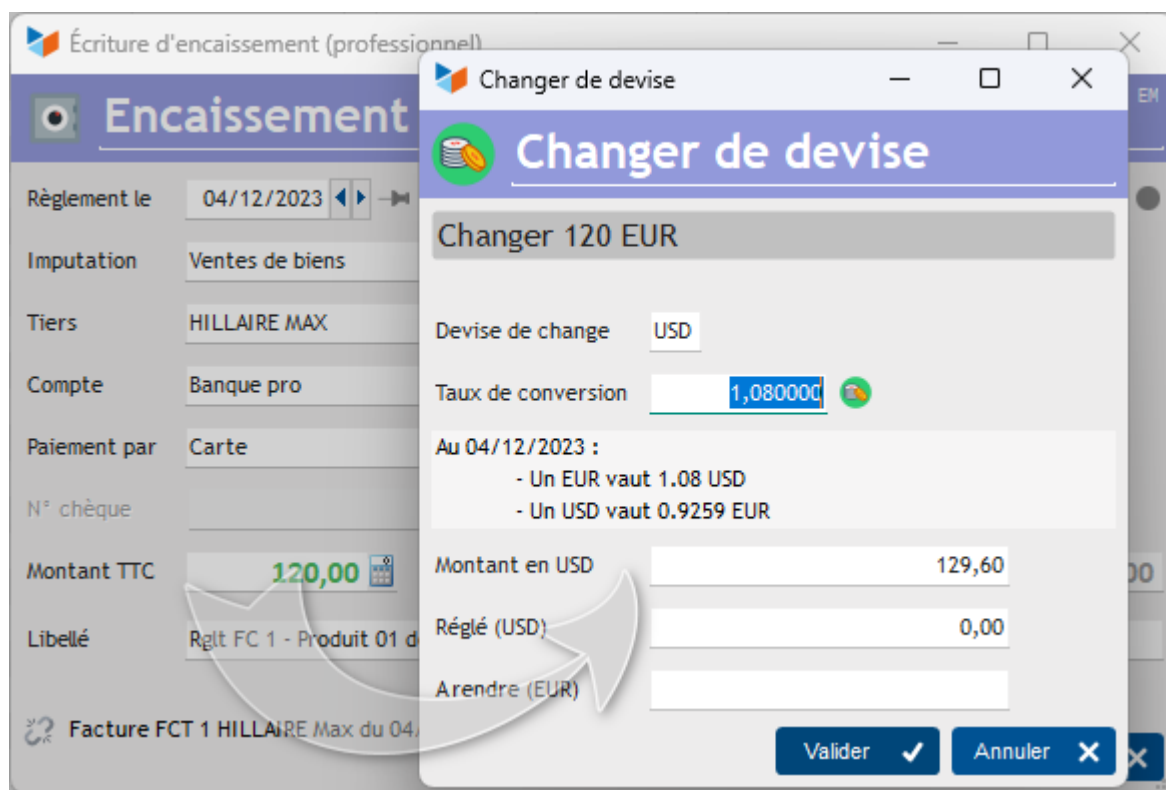 Écriture d'encaissement (professionnel)
Encaissement
EM
Règlement le 04/12/2023
Imputation Ventes de biens
Tiers HILLAIRE MAX
Compte Banque pro
Paiement par Carte
N° chèque
Montant TTC 120,00
00
Libellé Rglt FC 1 - Produit 01 d
Facture FCT 1 HILLAIRE Max du 04/
Changer de devise
Changer de devise
Changer 120 EUR
Devise de change USD
Taux de conversion 1,080000
Au 04/12/2023 :
- Un EUR vaut 1.08 USD
- Un USD vaut 0.9259 EUR
Montant en USD 129,60
Réglé (USD) 0,00
A rendre (EUR)
Valider Annuler